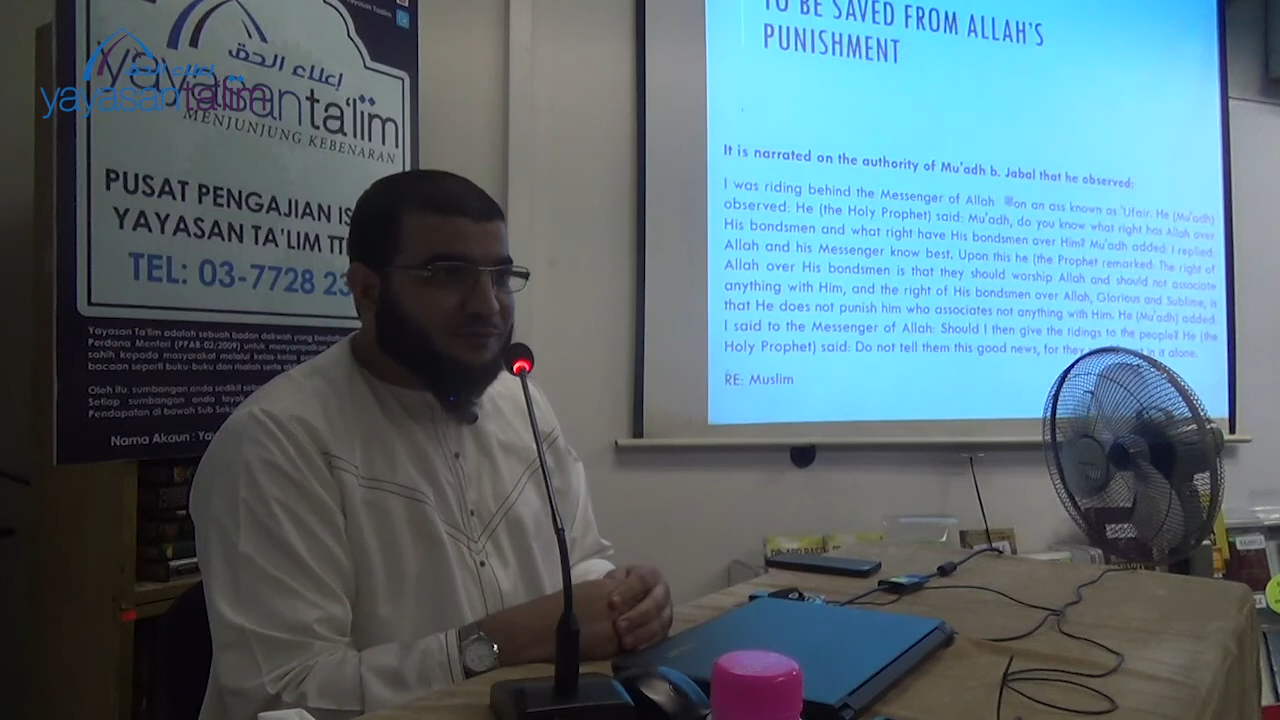 إعلاء الحق
yayasanta'lim
إعلاء الحق
yayasanta'lim
MENJUNJUNG KEBENARAN
PUSAT PENGAJIAN
YAYASAN TA'LIM
TEL: 03-7728
Yayasan Ta'lim adalah sebuah badan dakwah yang
Perdana Menteri (PPAB-02/2009) untuk menyampaikan
sahih kepada masyarakat melalui kelas-kelas
bacaan seperti buku-buku dan risalah serta
Oleh itu, sumbangan anda sedikit
Setiap sumbangan anda
Pendapatan di bawah Sub
Nama Akaun :
TO BE SAVED FROM ALLAH'S
PUNISHMENT
It is narrated on the authority of Mu'adh b. Jabal that he observed:
I was riding behind the Messenger of Allah ﷺ on an ass known as 'Ufair. He (Mu'adh)
observed: He (the Holy Prophet) said: Mu'adh, do you know what right has Allah over
His bondsmen and what right have His bondsmen over Him? Mu'adh added: I replied.
Allah and his Messenger know best. Upon this he (the Prophet remarked: The right of
Allah over His bondsmen is that they should worship Allah and should not associate
anything with Him, and the right of His bondsmen over Allah, Glorious and Sublime, is
that He does not punish him who associates not anything with Him. He (Mu'adh) added:
I said to the Messenger of Allah: Should I then give the tidings to the people? He (the
Holy Prophet) said: Do not tell them this good news, for they in it alone.
RE: Muslim